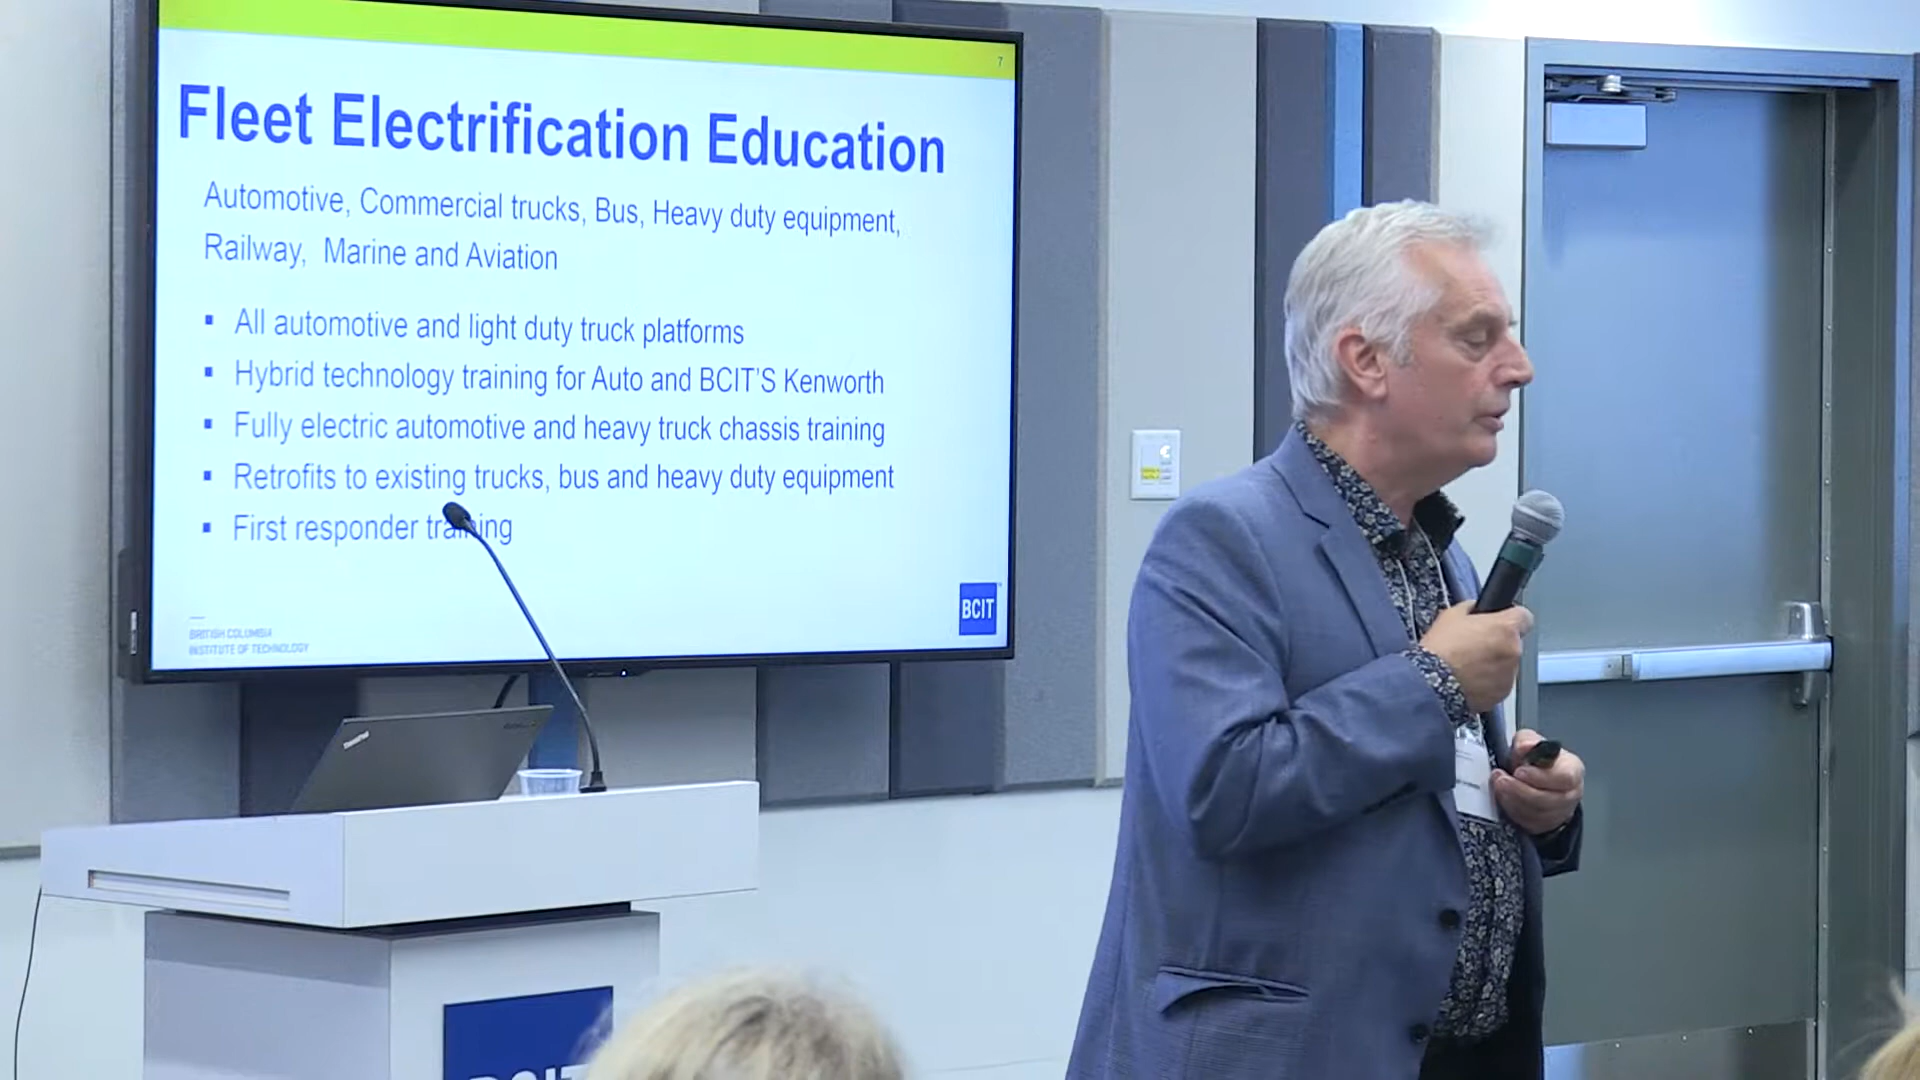 7
Fleet Electrification Education
Automotive, Commercial trucks, Bus, Heavy duty equipment,
Railway, Marine and Aviation
▪ All automotive and light duty truck platforms
▪ Hybrid technology training for Auto and BCIT'S Kenworth
▪ Fully electric automotive and heavy truck chassis training
▪ Retrofits to existing trucks, bus and heavy duty equipment
▪ First responder training
BCIT
BRITISH COLUMBIA
INSTITUTE OF TECHNOLOGY
ThinkPad
BCIT